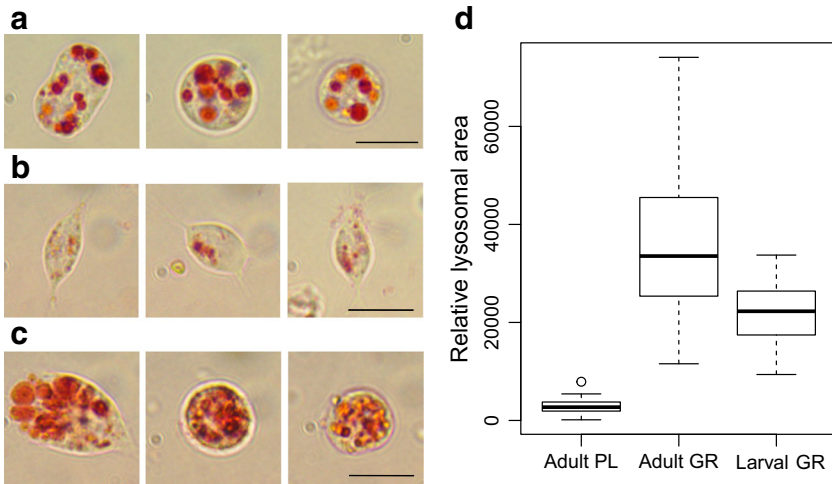 a
b
c
d
Relative lysosomal area
60000
40000
20000
0
Adult PL
Adult GR
Larval GR